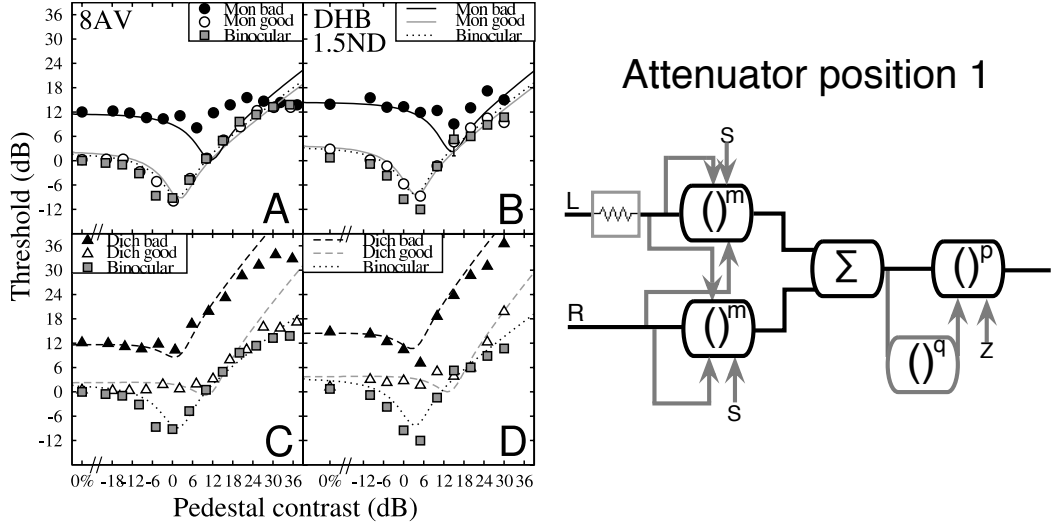 8AV
Mon bad
Mon good
Binocular
A
DHB
1.5ND
Mon bad
Mon good
Binocular
B
36
30
24
18
12
6
0
-6
-12
Dich bad
Dich good
Binocular
C
Dich bad
Dich good
Binocular
D
36
30
24
18
12
6
0
-6
-12
Threshold (dB)
0% -18 -12 -6 0 6 12 18 24 30 36
0% -12 -6 0 6 12 18 24 30 36
Pedestal contrast (dB)
Attenuator position 1
S
L
()m
Σ
()p
R
()m
()q
Z
S